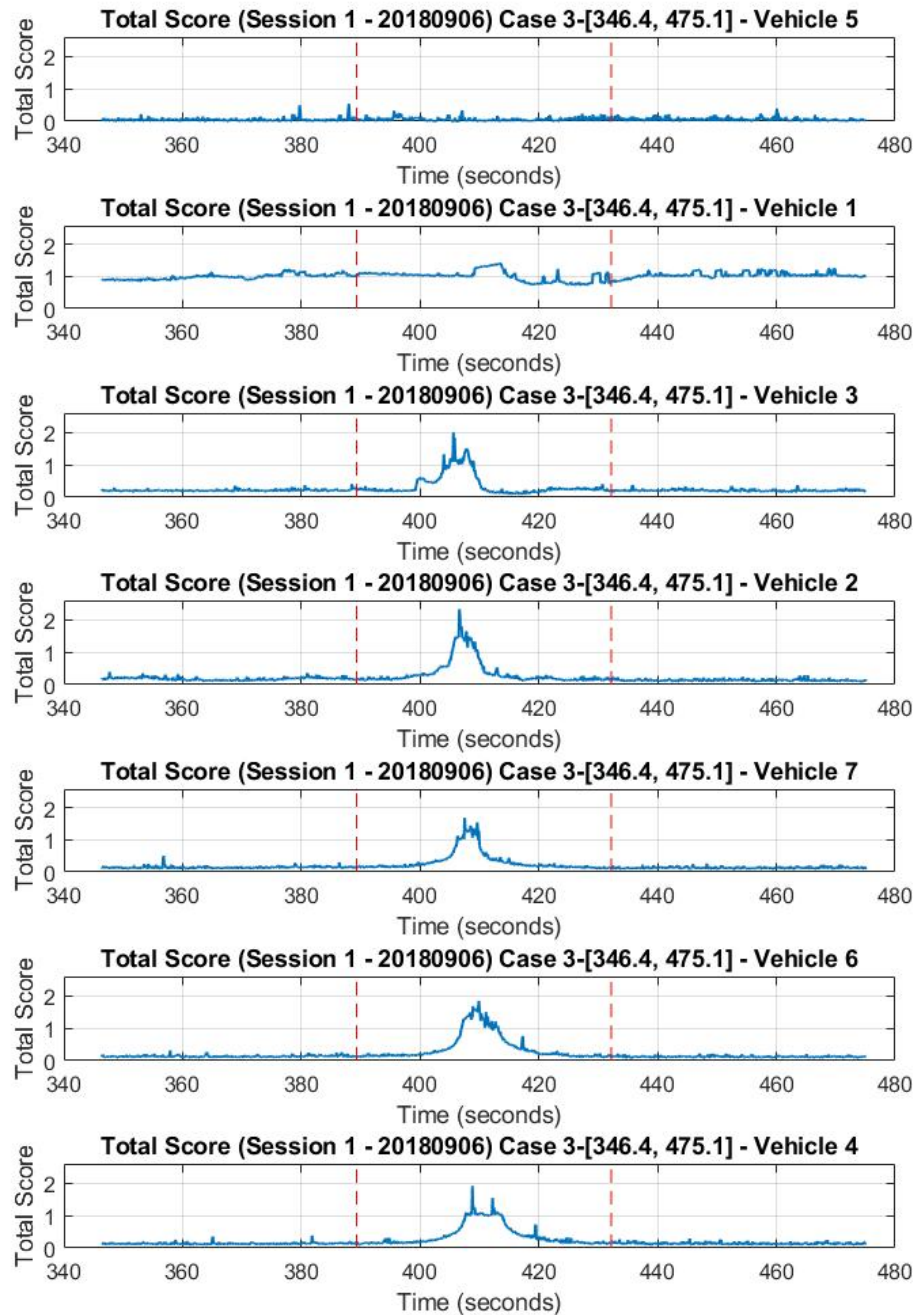 Total Score (Session 1 - 20180906) Case 3-[346.4, 475.1] - Vehicle 5
Total Score
2
1
0
340 360 380 400 420 440 460 480
Time (seconds)
Total Score (Session 1 - 20180906) Case 3-[346.4, 475.1] - Vehicle 1
Total Score
2
1
0
340 360 380 400 420 440 460 480
Time (seconds)
Total Score (Session 1 - 20180906) Case 3-[346.4, 475.1] - Vehicle 3
Total Score
2
1
0
340 360 380 400 420 440 460 480
Time (seconds)
Total Score (Session 1 - 20180906) Case 3-[346.4, 475.1] - Vehicle 2
Total Score
2
1
0
340 360 380 400 420 440 460 480
Time (seconds)
Total Score (Session 1 - 20180906) Case 3-[346.4, 475.1] - Vehicle 7
Total Score
2
1
0
340 360 380 400 420 440 460 480
Time (seconds)
Total Score (Session 1 - 20180906) Case 3-[346.4, 475.1] - Vehicle 6
Total Score
2
1
0
340 360 380 400 420 440 460 480
Time (seconds)
Total Score (Session 1 - 20180906) Case 3-[346.4, 475.1] - Vehicle 4
Total Score
2
1
0
340 360 380 400 420 440 460 480
Time (seconds)